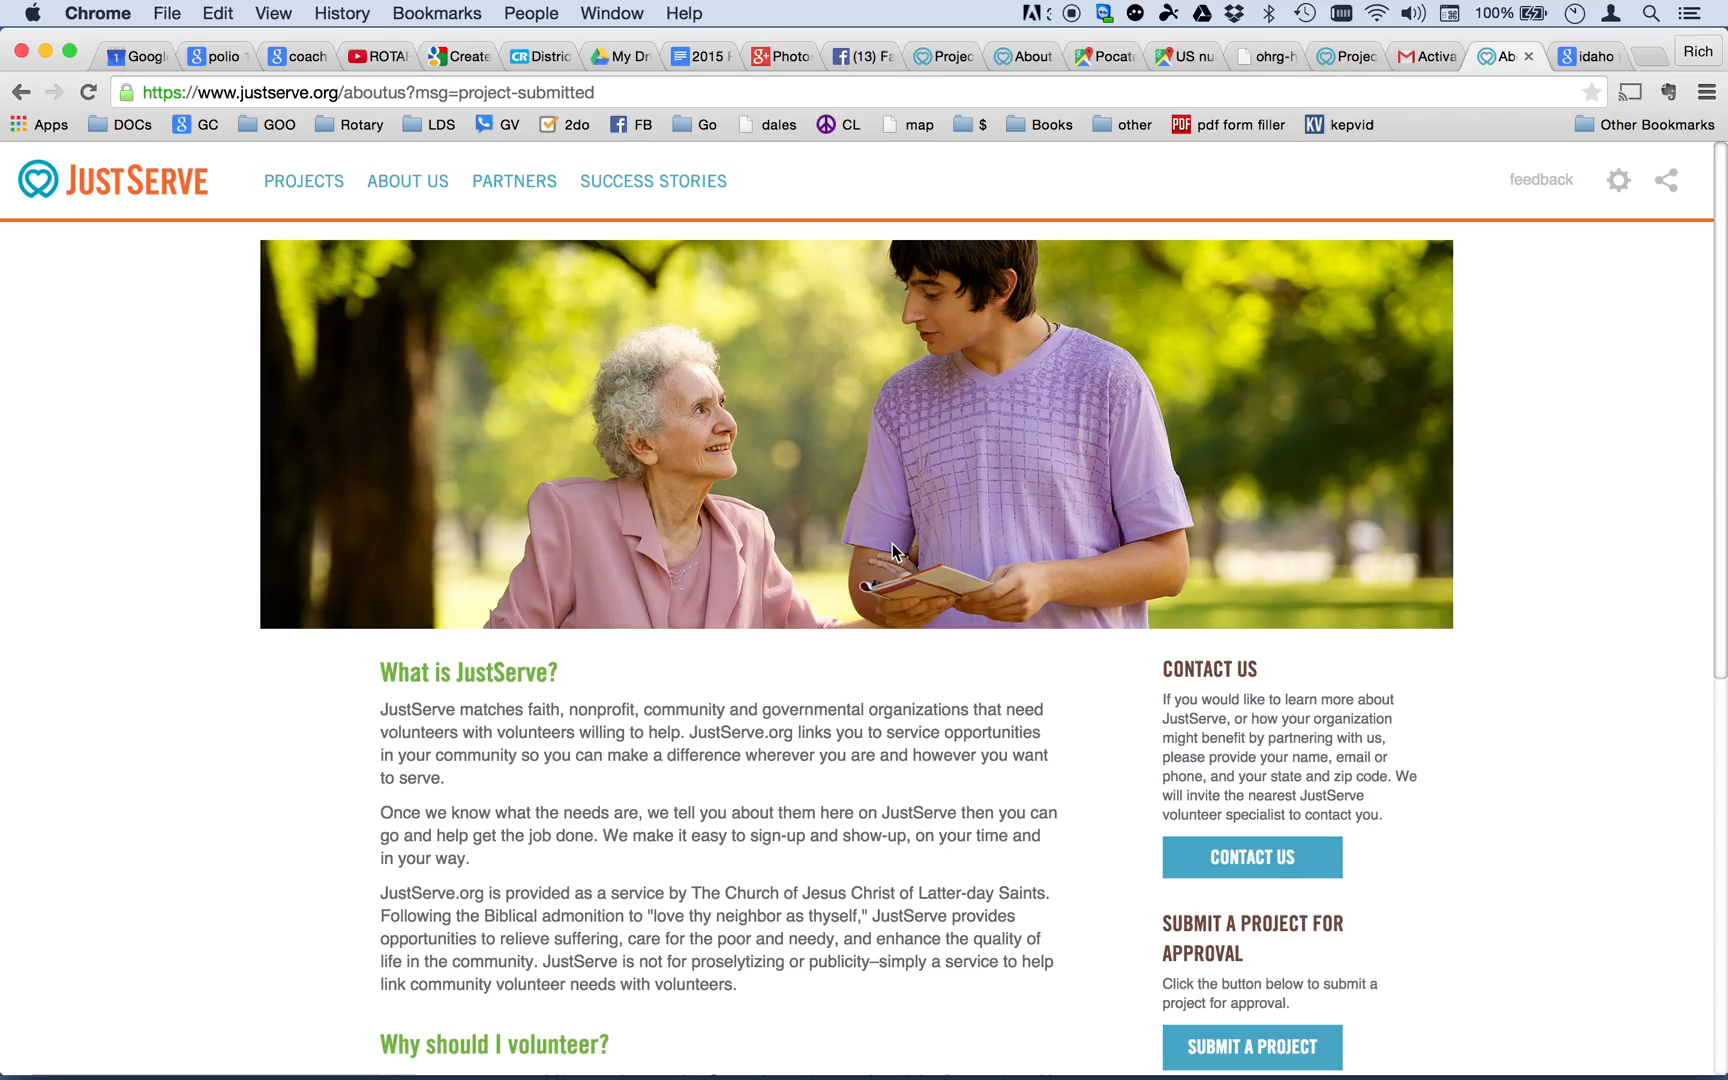 Chrome File Edit View History Bookmarks People Window Help 100%
Googl polio coach ROTAR Create Distric My Dri 2015 Photo (13) Fa Projec About Pocat US nu ohrg-h Projec Activa Ab idaho Rich
https://www.justserve.org/aboutus?msg=project-submitted
Apps DOCs GC GOO Rotary LDS GV 2do FB Go dales CL map $ Books other PDF pdf form filler KV kepvid Other Bookmarks
JUSTSERVE PROJECTS ABOUT US PARTNERS SUCCESS STORIES feedback
What is JustServe?
JustServe matches faith, nonprofit, community and governmental organizations that need
volunteers with volunteers willing to help. JustServe.org links you to service opportunities
in your community so you can make a difference wherever you are and however you want
to serve.
Once we know what the needs are, we tell you about them here on JustServe then you can
go and help get the job done. We make it easy to sign-up and show-up, on your time and
in your way.
JustServe.org is provided as a service by The Church of Jesus Christ of Latter-day Saints.
Following the Biblical admonition to "love thy neighbor as thyself," JustServe provides
opportunities to relieve suffering, care for the poor and needy, and enhance the quality of
life in the community. JustServe is not for proselytizing or publicity–simply a service to help
link community volunteer needs with volunteers.
Why should I volunteer?
CONTACT US
If you would like to learn more about
JustServe, or how your organization
might benefit by partnering with us,
please provide your name, email or
phone, and your state and zip code. We
will invite the nearest JustServe
volunteer specialist to contact you.
CONTACT US
SUBMIT A PROJECT FOR
APPROVAL
Click the button below to submit a
project for approval.
SUBMIT A PROJECT